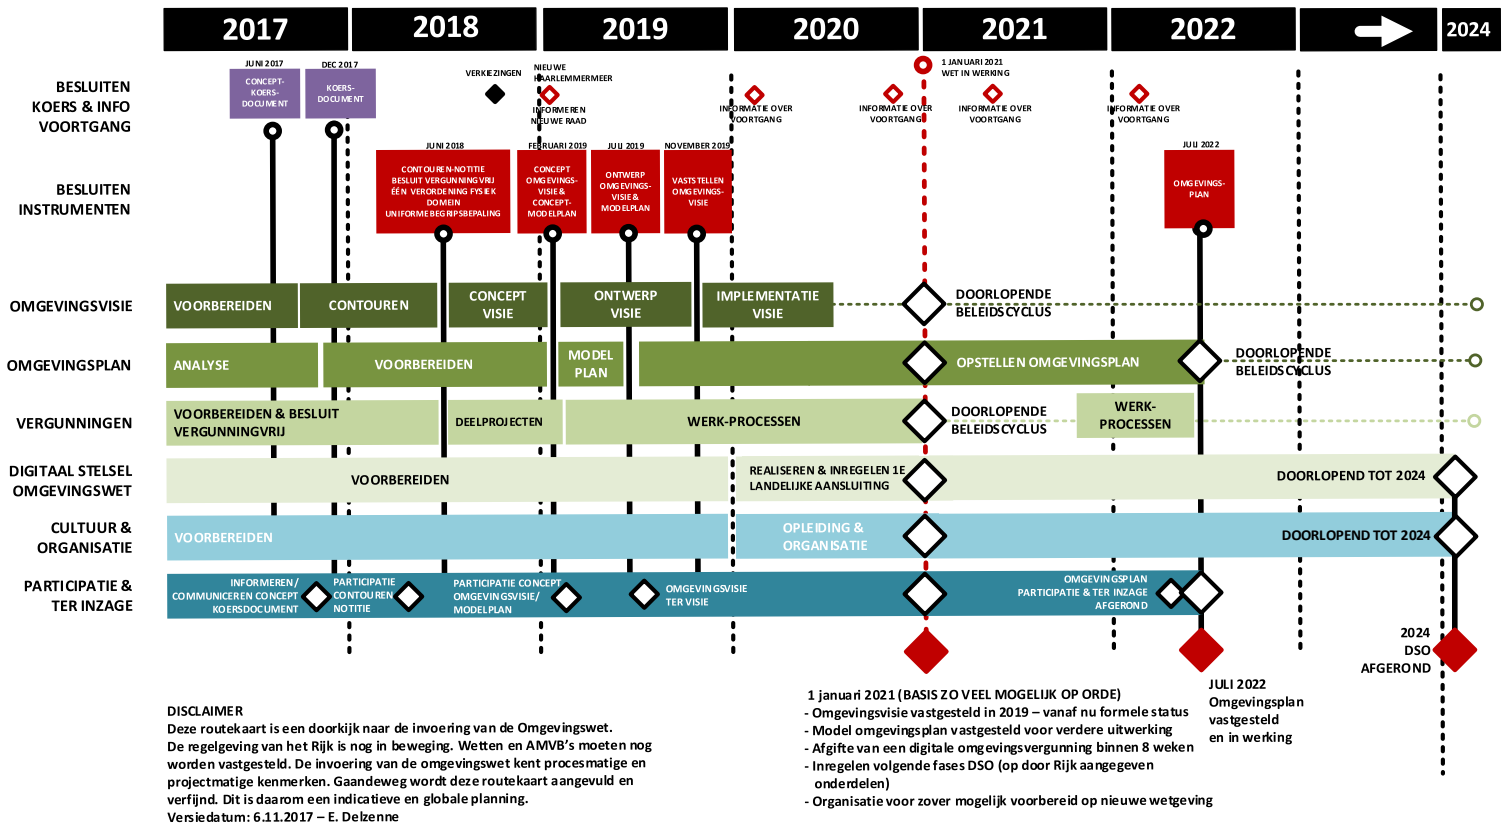 2017 2018 2019 2020 2021 2022 2024
BESLUITEN
KOERS & INFO
VOORTGANG
JUNI 2017
CONCEPT-
KOERS-
DOCUMENT
DEC 2017
KOERS-
DOCUMENT
VERKIEZINGEN
NIEUWE
HAARLEMMERMEER
INFORMEREN
NIEUWE RAAD
INFORMATIE OVER
VOORTGANG
INFORMATIE OVER
VOORTGANG
1 JANUARI 2021
WET IN WERKING
INFORMATIE OVER
VOORTGANG
INFORMATIE OVER
VOORTGANG
BESLUITEN
INSTRUMENTEN
JUNI 2018
CONTOUREN-NOTITIE
BESLUIT VERGUNNINGVRIJ
ÉÉN VERORDENING FYSIEK
DOMEIN
UNIFORME BEGRIPSBEPALING
FEBRUARI 2019
CONCEPT
OMGEVINGS-
VISIE &
CONCEPT-
MODELPLAN
JULI 2019
ONTWERP
OMGEVINGS-
VISIE &
MODELPLAN
NOVEMBER 2019
VASTSTELLEN
OMGEVINGS-
VISIE
JULI 2022
OMGEVINGS-
PLAN
OMGEVINGSVISIE
VOORBEREIDEN
CONTOUREN
CONCEPT
VISIE
ONTWERP
VISIE
IMPLEMENTATIE
VISIE
DOORLOPENDE
BELEIDSCYCLUS
OMGEVINGSPLAN
ANALYSE
VOORBEREIDEN
MODEL
PLAN
OPSTELLEN OMGEVINGSPLAN
DOORLOPENDE
BELEIDSCYCLUS
VERGUNNINGEN
VOORBEREIDEN & BESLUIT
VERGUNNINGVRIJ
DEELPROJECTEN
WERK-PROCESSEN
DOORLOPENDE
BELEIDSCYCLUS
WERK-
PROCESSEN
DIGITAAL STELSEL
OMGEVINGSWET
VOORBEREIDEN
REALISEREN & INREGELEN 1E
LANDELIJKE AANSLUITING
DOORLOPEND TOT 2024
CULTUUR &
ORGANISATIE
VOORBEREIDEN
OPLEIDING &
ORGANISATIE
DOORLOPEND TOT 2024
PARTICIPATIE &
TER INZAGE
INFORMEREN/
COMMUNICEREN CONCEPT
KOERSDOCUMENT
PARTICIPATIE
CONTOUREN
NOTITIE
PARTICIPATIE CONCEPT
OMGEVINGSVISIE/
MODELPLAN
OMGEVINGSVISIE
TER VISIE
OMGEVINGSPLAN
PARTICIPATIE & TER INZAGE
AFGEROND
2024
DSO
AFGEROND
JULI 2022
Omgevingsplan
vastgesteld
en in werking
DISCLAIMER
Deze routekaart is een doorkijk naar de invoering van de Omgevingswet.
De regelgeving van het Rijk is nog in beweging. Wetten en AMVB's moeten nog
worden vastgesteld. De invoering van de omgevingswet kent procesmatige en
projectmatige kenmerken. Gaandeweg wordt deze routekaart aangevuld en
verfijnd. Dit is daarom een indicatieve en globale planning.
Versiedatum: 6.11.2017 – E. Delzenne
1 januari 2021 (BASIS ZO VEEL MOGELIJK OP ORDE)
- Omgevingsvisie vastgesteld in 2019 – vanaf nu formele status
- Model omgevingsplan vastgesteld voor verdere uitwerking
- Afgifte van een digitale omgevingsvergunning binnen 8 weken
- Inregelen volgende fases DSO (op door Rijk aangegeven
onderdelen)
- Organisatie voor zover mogelijk voorbereid op nieuwe wetgeving